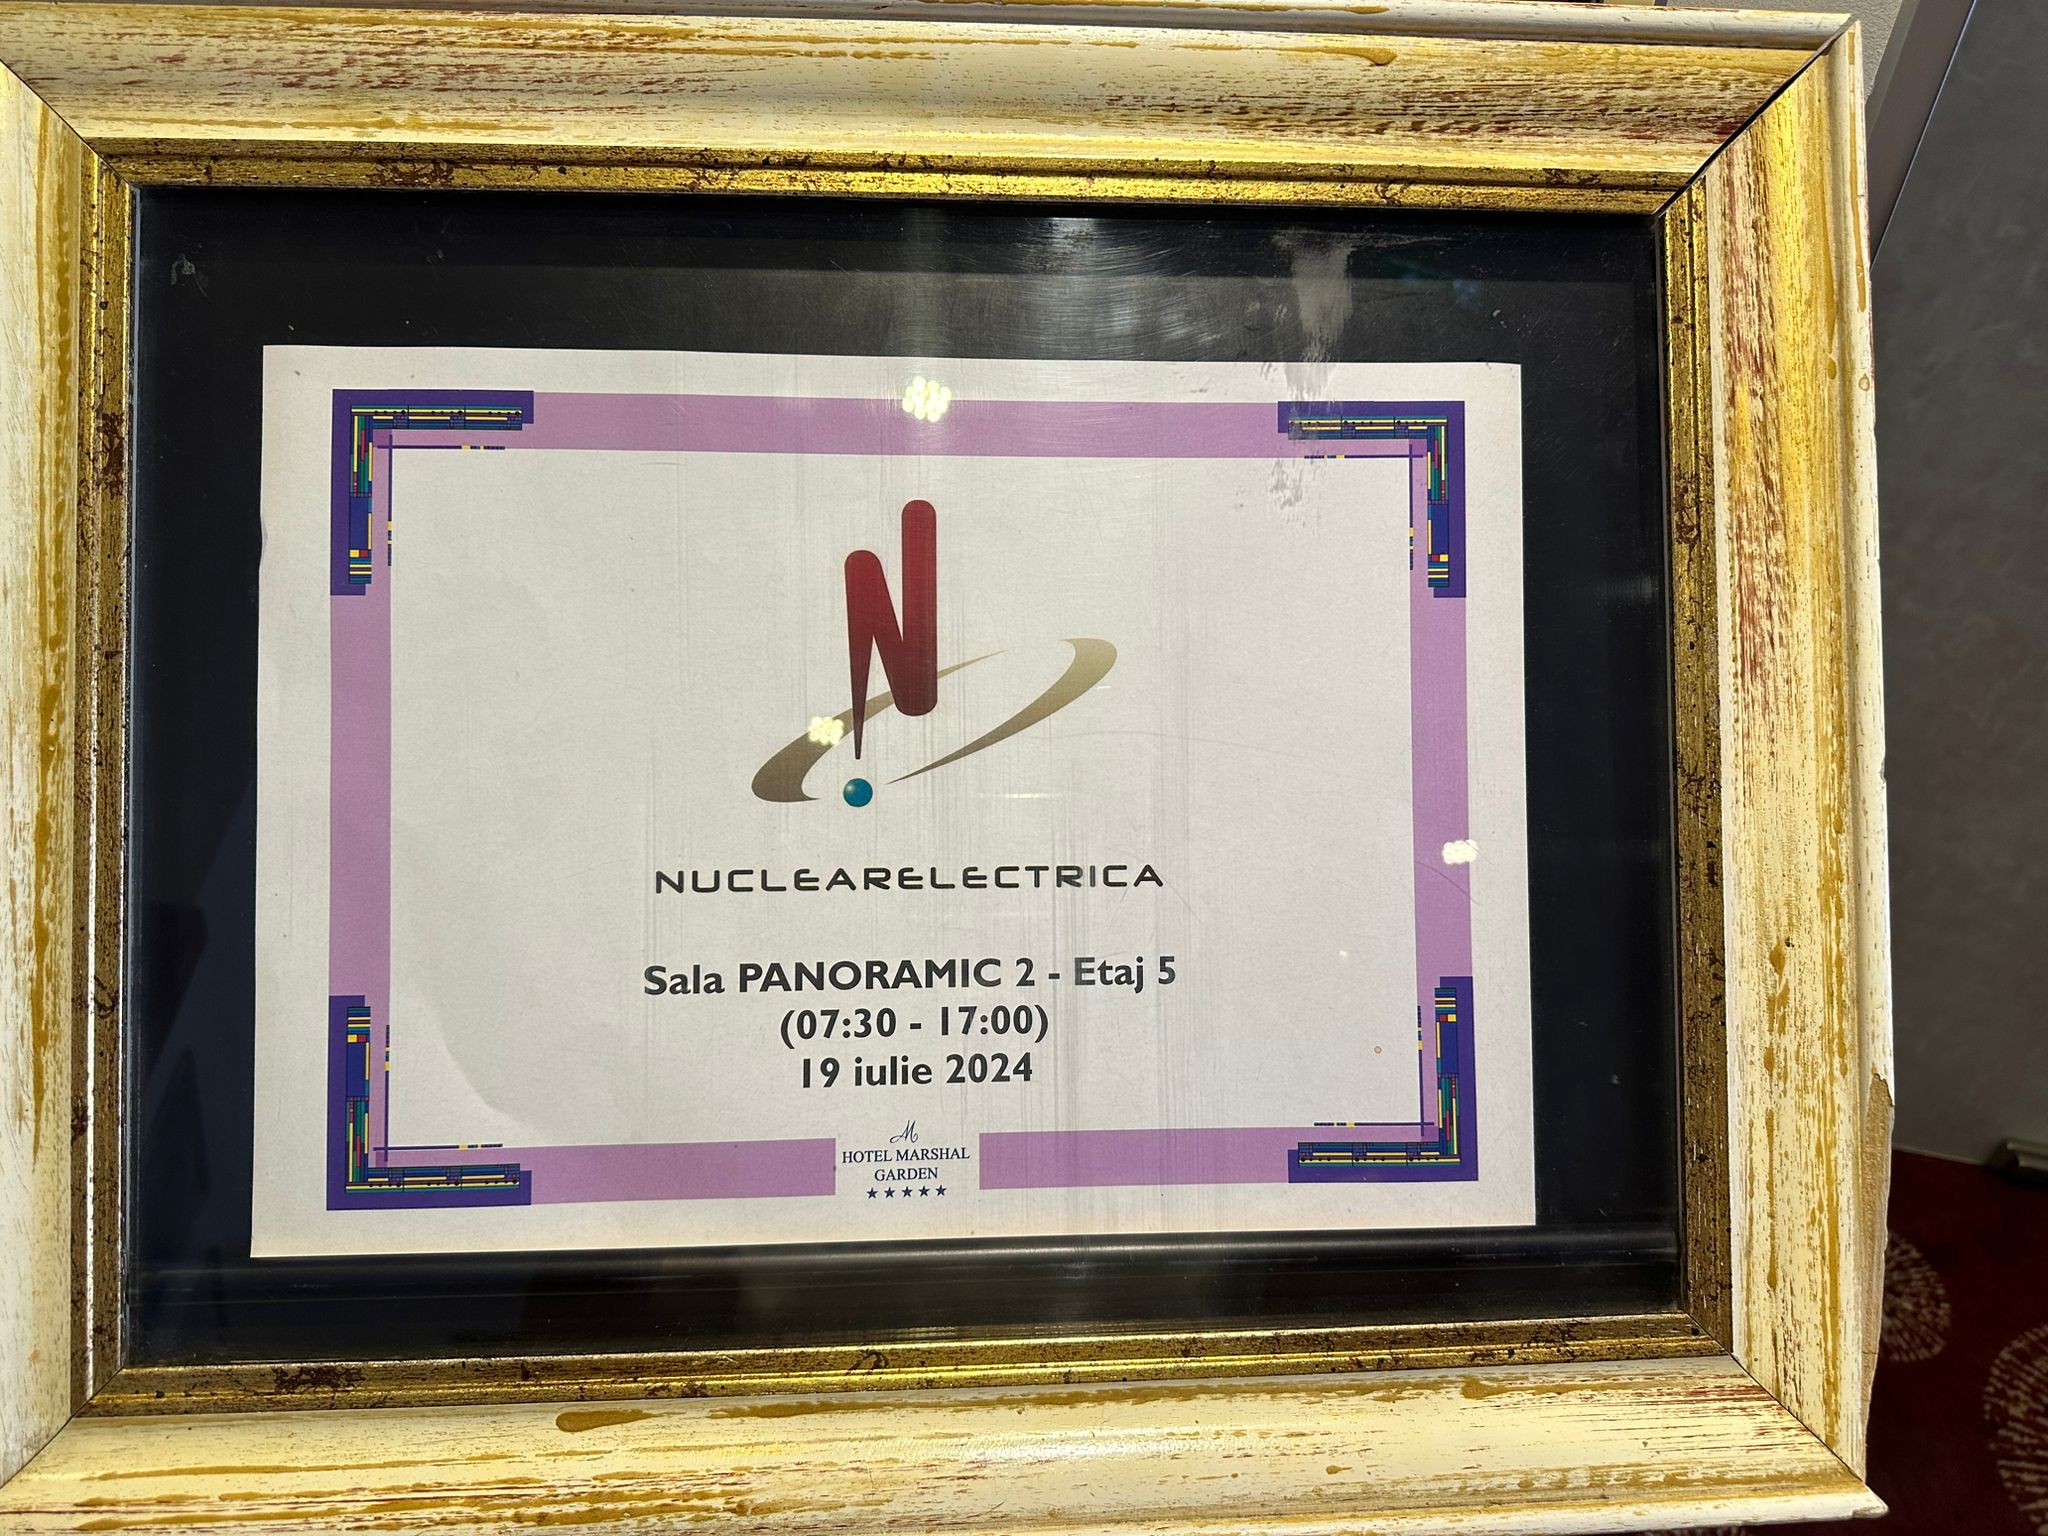 N
NUCLEARELECTRICA
Sala PANORAMIC 2 - Etaj 5
(07:30 - 17:00)
19 iulie 2024
M
HOTEL MARSHAL
GARDEN
★★★★★